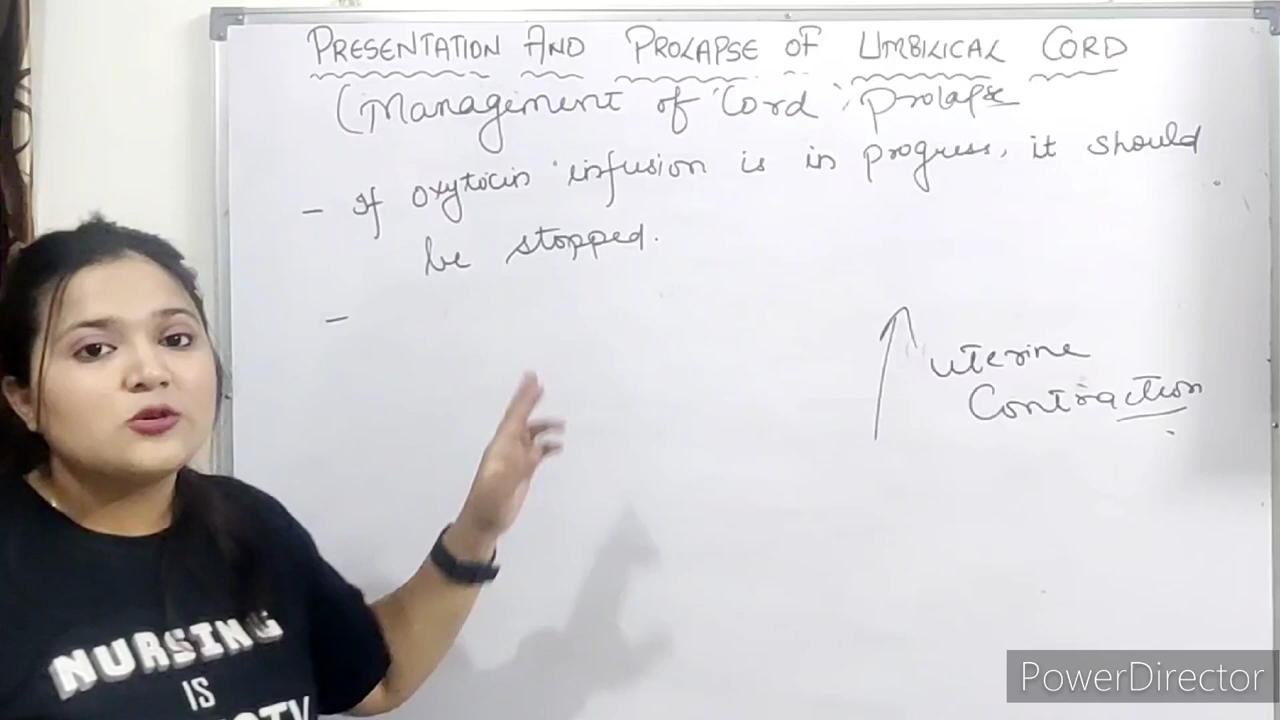 PRESENTATION AND PROLAPSE OF UMBILICAL CORD
(Management of 'Cord' prolapse
- If oxytocin infusion is in progress, it should
be stopped.
-
↑ uterine
Contraction
NURSING
IS
PowerDirector